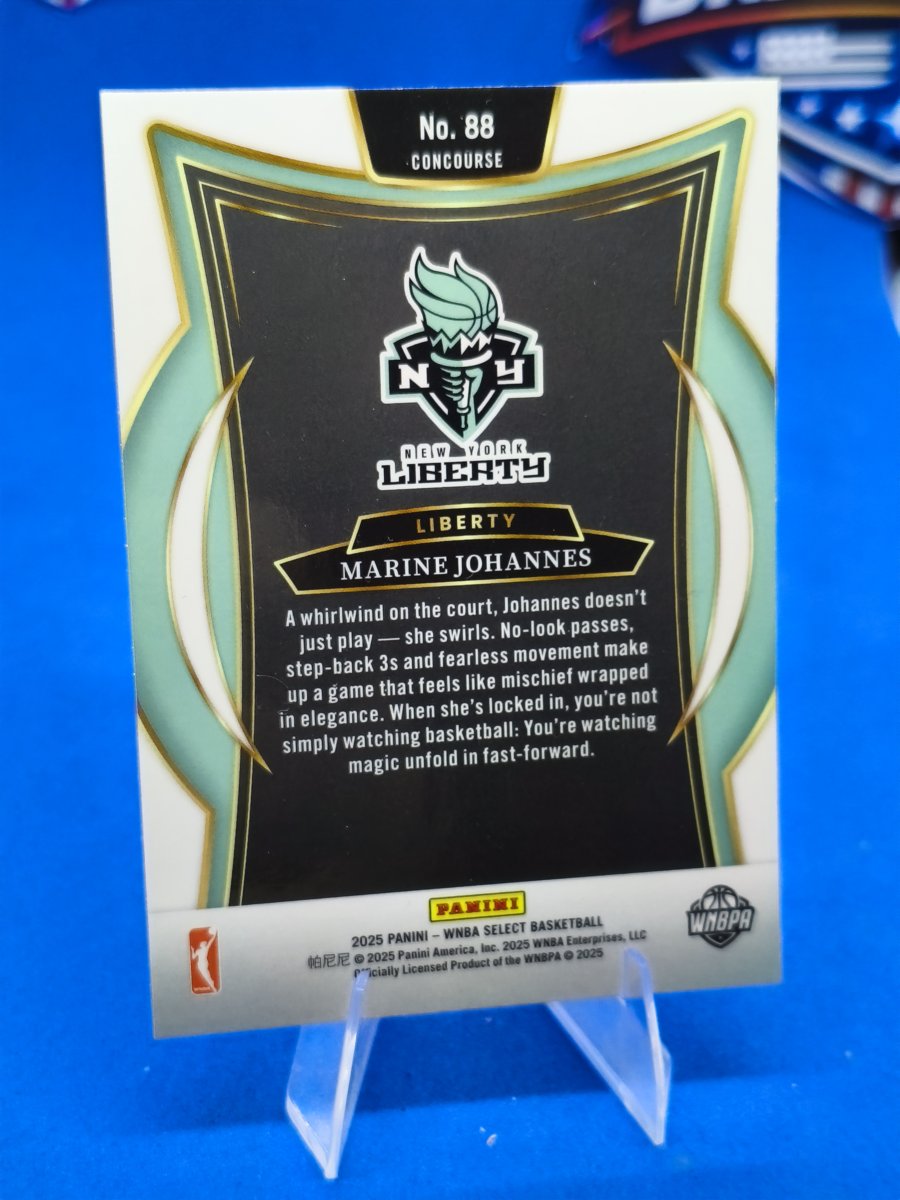 No. 88
CONCOURSE
N Y
NEW YORK
LIBERTY
LIBERTY
MARINE JOHANNES
A whirlwind on the court, Johannes doesn't
just play — she swirls. No-look passes,
step-back 3s and fearless movement make
up a game that feels like mischief wrapped
in elegance. When she's locked in, you're not
simply watching basketball: You're watching
magic unfold in fast-forward.
PANINI
WNBPA
2025 PANINI – WNBA SELECT BASKETBALL
帕尼尼 © 2025 Panini America, Inc. 2025 WNBA Enterprises, LLC
Officially Licensed Product of the WNBPA © 2025
WNBA